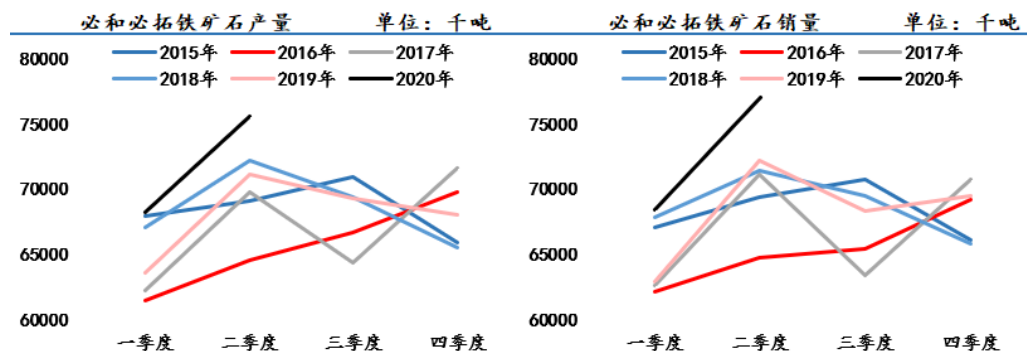 必和必拓铁矿石产量 单位：千吨
2015年 2016年 2017年
2018年 2019年 2020年
80000
75000
70000
65000
60000
一季度 二季度 三季度 四季度
必和必拓铁矿石销量 单位：千吨
2015年 2016年 2017年
2018年 2019年 2020年
80000
75000
70000
65000
60000
一季度 二季度 三季度 四季度